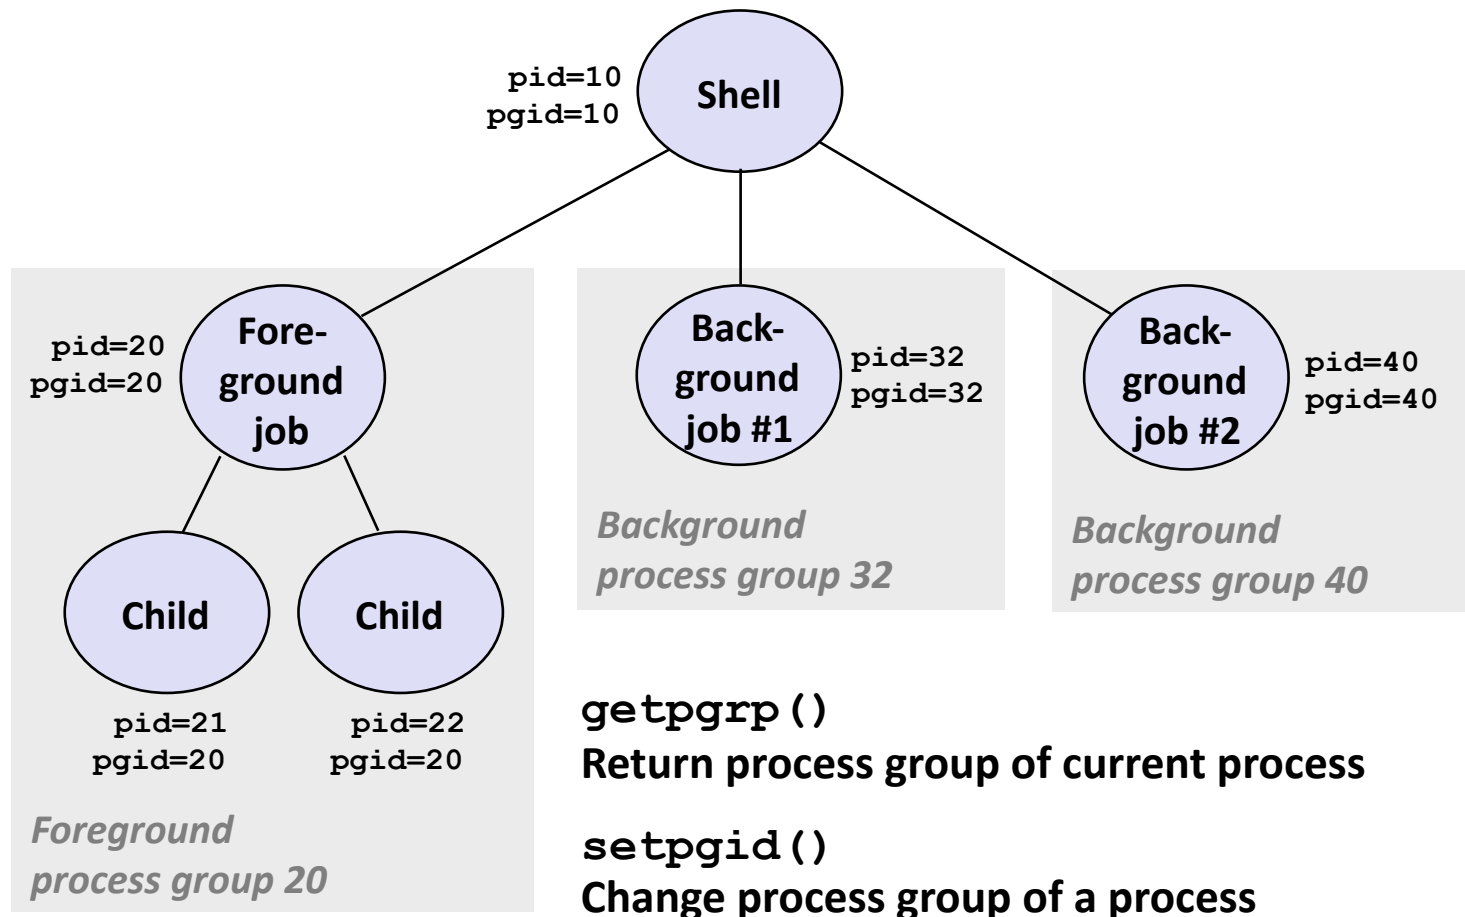 pid=10
pgid=10
Shell
pid=20
pgid=20
Fore-
ground
job
Back-
ground
job #1
pid=32
pgid=32
Back-
ground
job #2
pid=40
pgid=40
Background
process group 32
Background
process group 40
Child
Child
pid=21
pgid=20
pid=22
pgid=20
Foreground
process group 20
getpgrp()
Return process group of current process
setpgid()
Change process group of a process